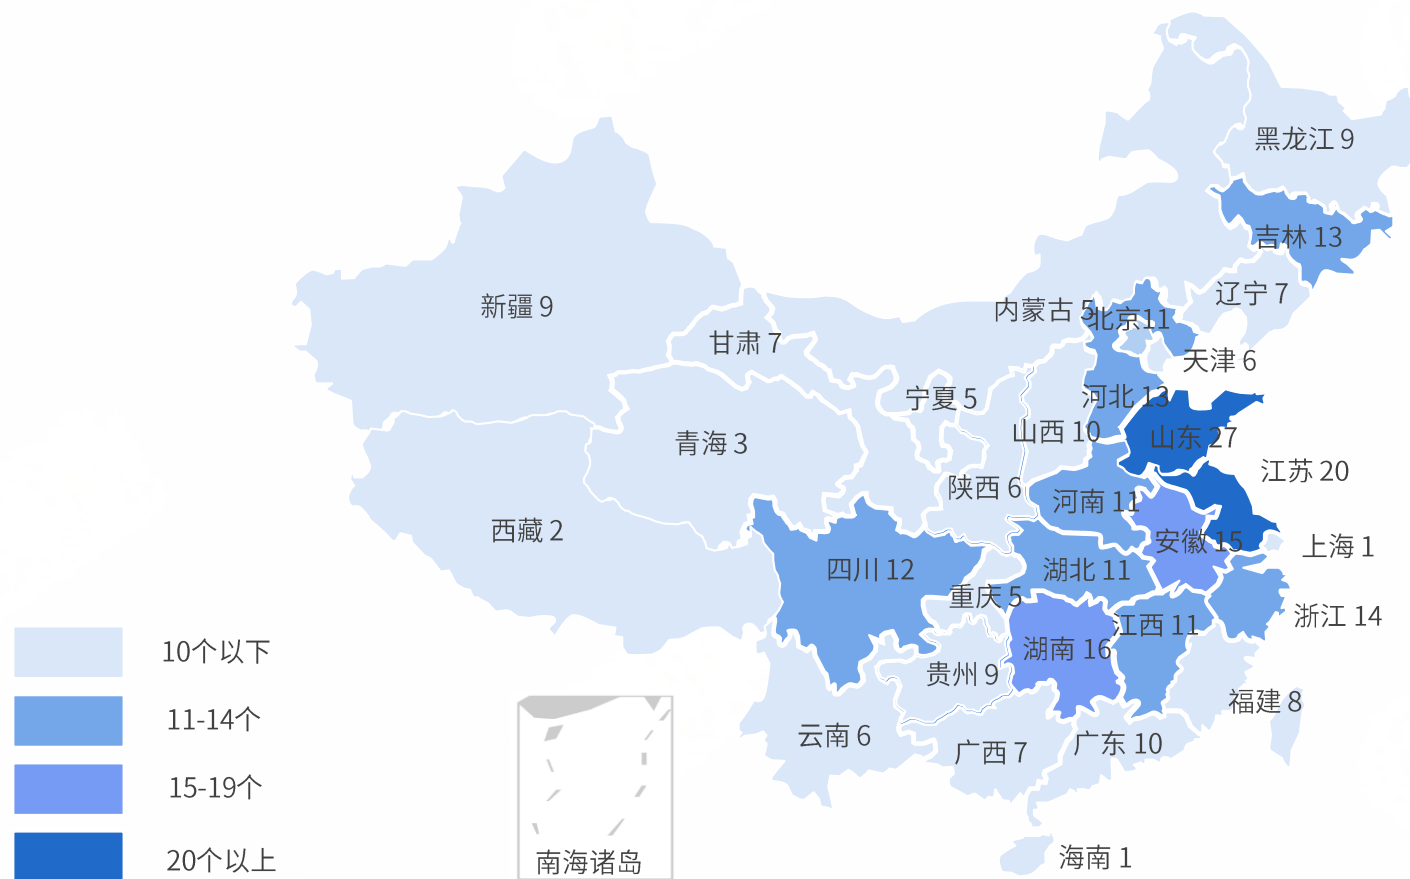 黑龙江 9
吉林 13
辽宁 7
新疆 9
内蒙古 5
北京11
甘肃 7
天津 6
宁夏 5
河北 13
山西 10
山东 27
青海 3
江苏 20
陕西 6
河南 11
西藏 2
安徽 15
上海 1
四川 12
湖北 11
重庆 5
浙江 14
江西 11
湖南 16
贵州 9
福建 8
云南 6
广西 7
广东 10
海南 1
南海诸岛
10个以下
11-14个
15-19个
20个以上